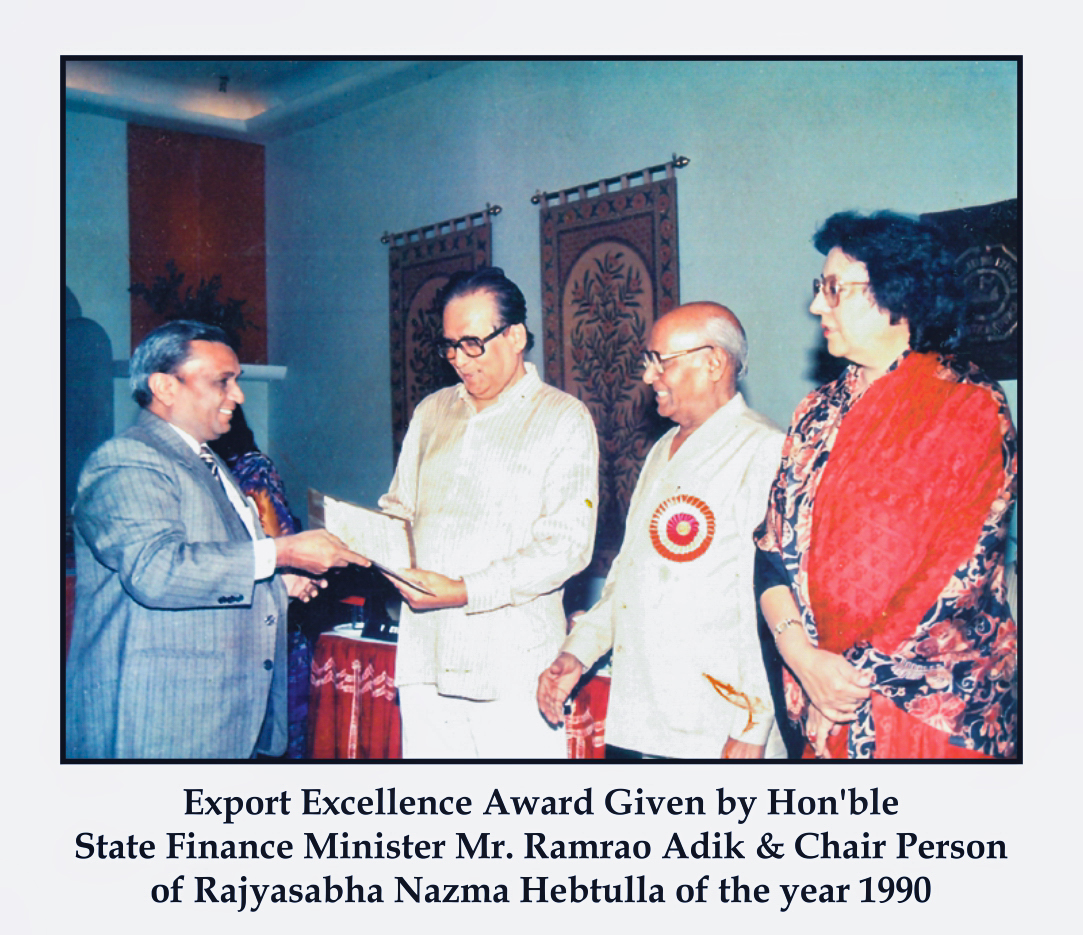 Export Excellence Award Given by Hon'ble
State Finance Minister Mr. Ramrao Adik & Chair Person
of Rajyasabha Nazma Hebtulla of the year 1990